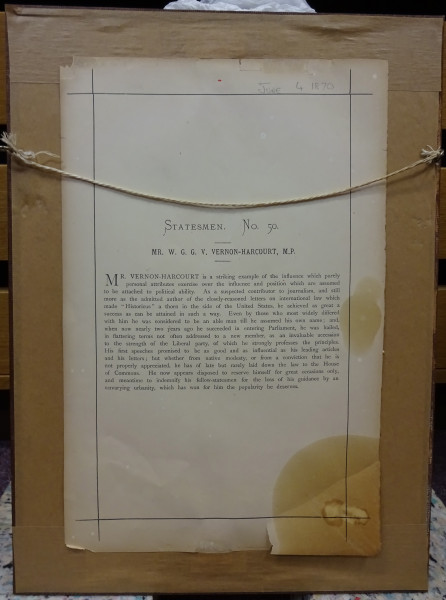 June 4 1870
STATESMEN. No. 50.
MR. W. G. G. V. VERNON-HARCOURT, M.P.
MR. VERNON-HARCOURT is a striking example of the influence which purely
personal attributes exercise over the influence and position which are assumed
to be attached to political ability. As a suspected contributor to journalism, and still
more as the admitted author of the closely-reasoned letters on international law which
made "Historicus" a thorn in the side of the United States, he achieved as great a
success as can be attained in such a way. Even by those who most widely differed
with him he was considered to be an able man till he assumed his own name; and,
when now nearly two years ago he succeeded in entering Parliament, he was hailed,
in flattering terms not often addressed to a new member, as an invaluable accession
to the strength of the Liberal party, of which he strongly professes the principles.
His first speeches promised to be as good and as influential as his leading articles
and his letters; but whether from native modesty, or from a conviction that he is
not properly appreciated, he has of late but rarely laid down the law to the House
of Commons. He now appears disposed to reserve himself for great occasions only,
and meantime to indemnify his fellow-statesmen for the loss of his guidance by an
unvarying urbanity, which has won for him the popularity he deserves.